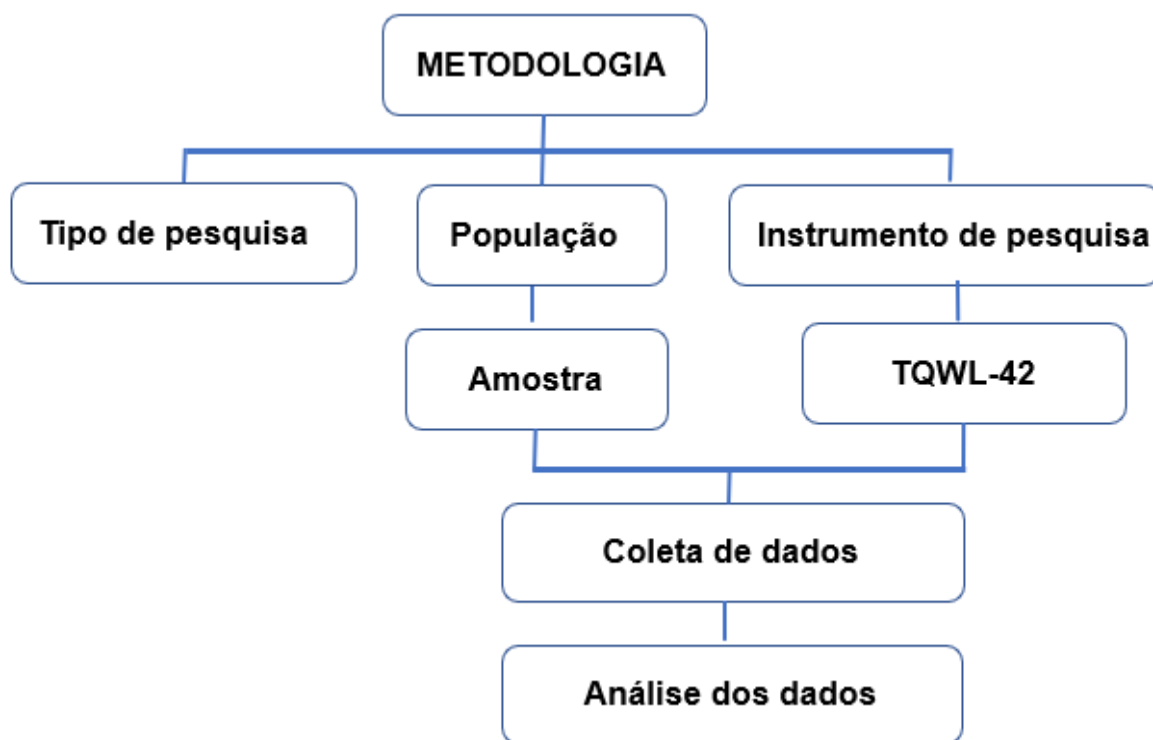 METODOLOGIA
Tipo de pesquisa
População
Instrumento de pesquisa
Amostra
TQWL-42
Coleta de dados
Análise dos dados